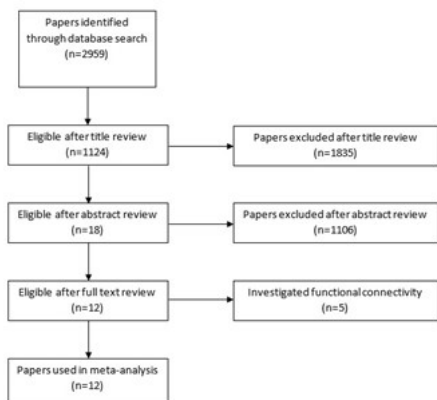 Papers identified
through database search
(n=2959)
Eligible after title review
(n=1124)
Papers excluded after title review
(n=1835)
Eligible after abstract review
(n=18)
Papers excluded after abstract review
(n=1106)
Eligible after full text review
(n=12)
Investigated functional connectivity
(n=5)
Papers used in meta-analysis
(n=12)